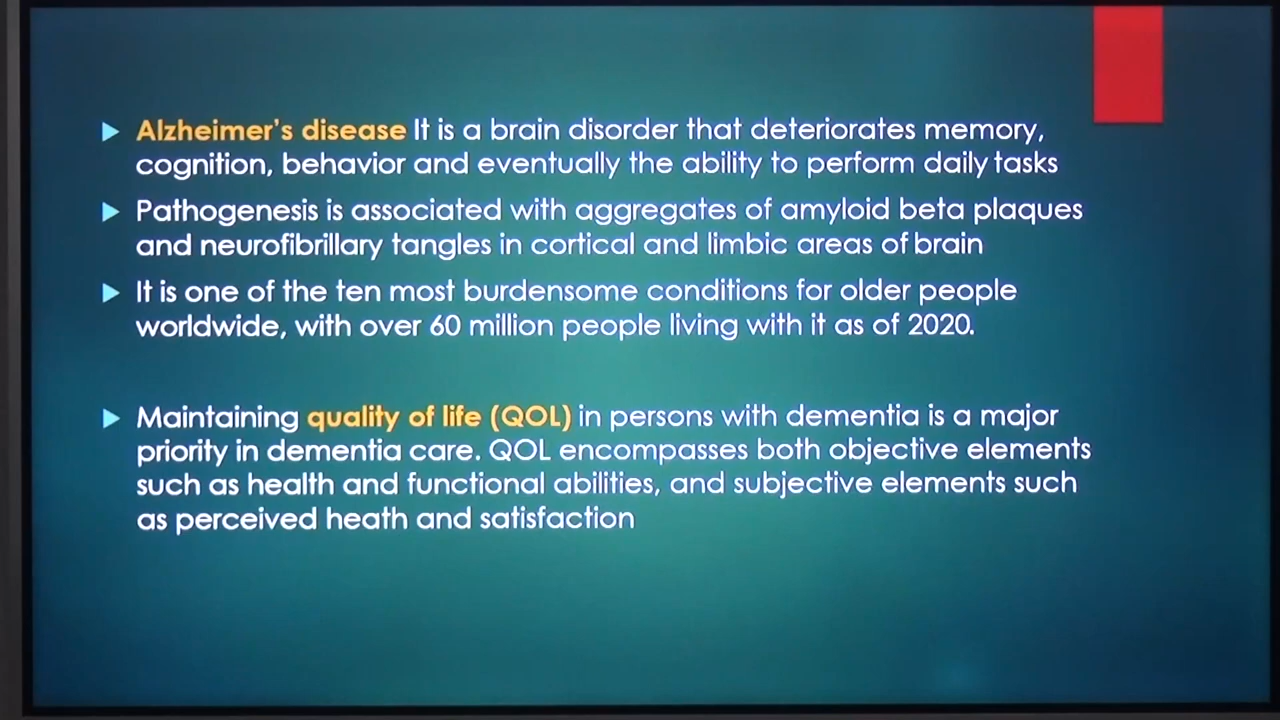 Alzheimer's disease It is a brain disorder that deteriorates memory,
cognition, behavior and eventually the ability to perform daily tasks
Pathogenesis is associated with aggregates of amyloid beta plaques
and neurofibrillary tangles in cortical and limbic areas of brain
It is one of the ten most burdensome conditions for older people
worldwide, with over 60 million people living with it as of 2020.
Maintaining quality of life (QOL) in persons with dementia is a major
priority in dementia care. QOL encompasses both objective elements
such as health and functional abilities, and subjective elements such
as perceived heath and satisfaction